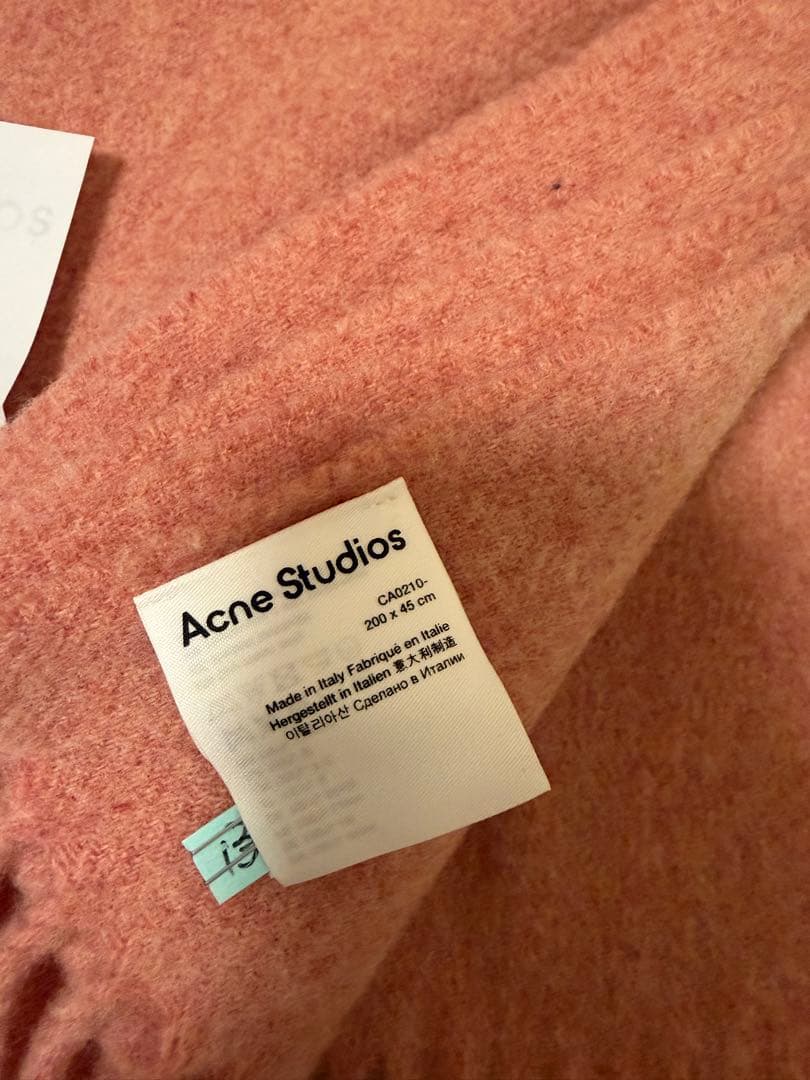 Acne Studios
CA0210-
200 x 45 cm
Made in Italy Fabriqué en Italie
Hergestellt in Italien 意大利制造
이탈리아산 Сделано в Италии
13